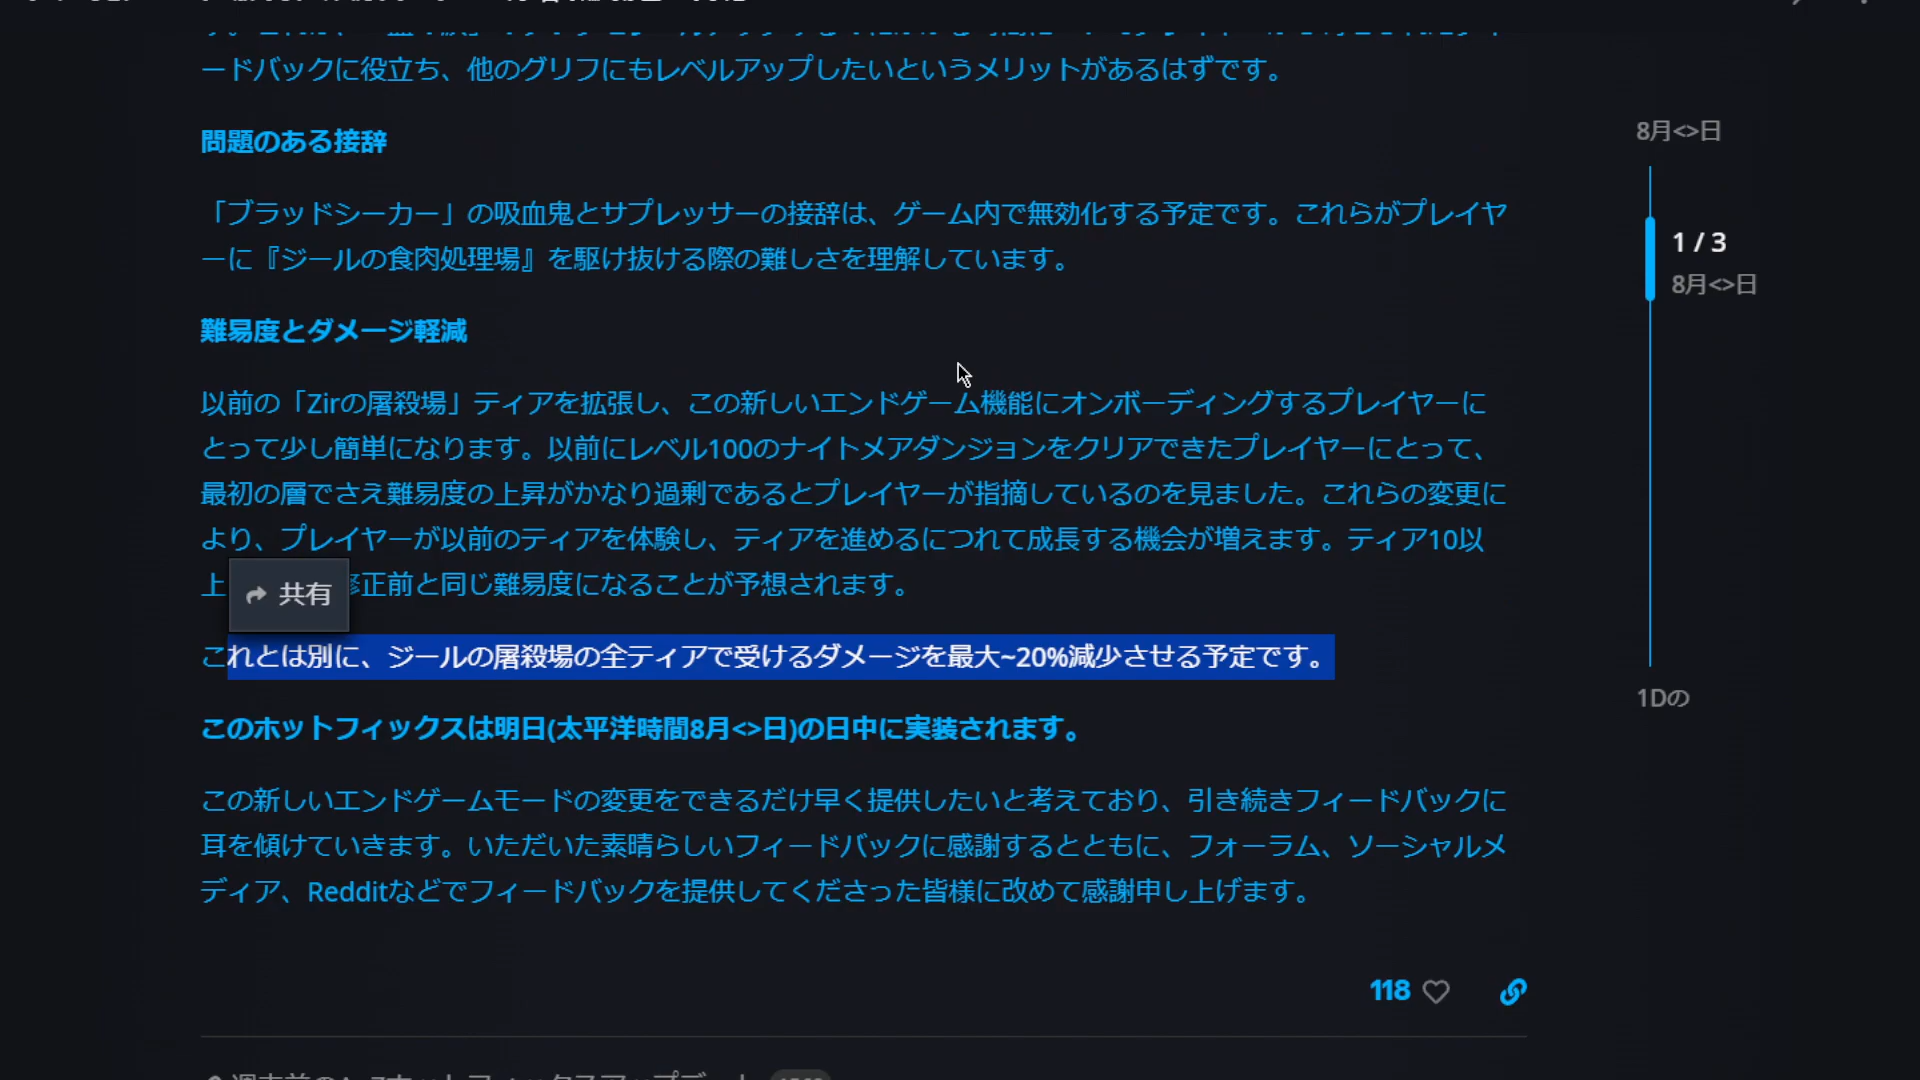 ードバックに役立ち、他のグリフにもレベルアップしたいというメリットがあるはずです。
問題のある接辞
「ブラッドシーカー」の吸血鬼とサプレッサーの接辞は、ゲーム内で無効化する予定です。これらがプレイヤ
ーに『ジールの食肉処理場』を駆け抜ける際の難しさを理解しています。
難易度とダメージ軽減
以前の「Zirの屠殺場」ティアを拡張し、この新しいエンドゲーム機能にオンボーディングするプレイヤーに
とって少し簡単になります。以前にレベル100のナイトメアダンジョンをクリアできたプレイヤーにとって、
最初の層でさえ難易度の上昇がかなり過剰であるとプレイヤーが指摘しているのを見ました。これらの変更に
より、プレイヤーが以前のティアを体験し、ティアを進めるにつれて成長する機会が増えます。ティア10以
上
共有
修正前と同じ難易度になることが予想されます。
これとは別に、ジールの屠殺場の全ティアで受けるダメージを最大~20%減少させる予定です。
このホットフィックスは明日(太平洋時間8月<>日)の日中に実装されます。
この新しいエンドゲームモードの変更をできるだけ早く提供したいと考えており、引き続きフィードバックに
耳を傾けていきます。いただいた素晴らしいフィードバックに感謝するとともに、フォーラム、ソーシャルメ
ディア、Redditなどでフィードバックを提供してくださった皆様に改めて感謝申し上げます。
118
8月<>日
1 / 3
8月<>日
1Dの